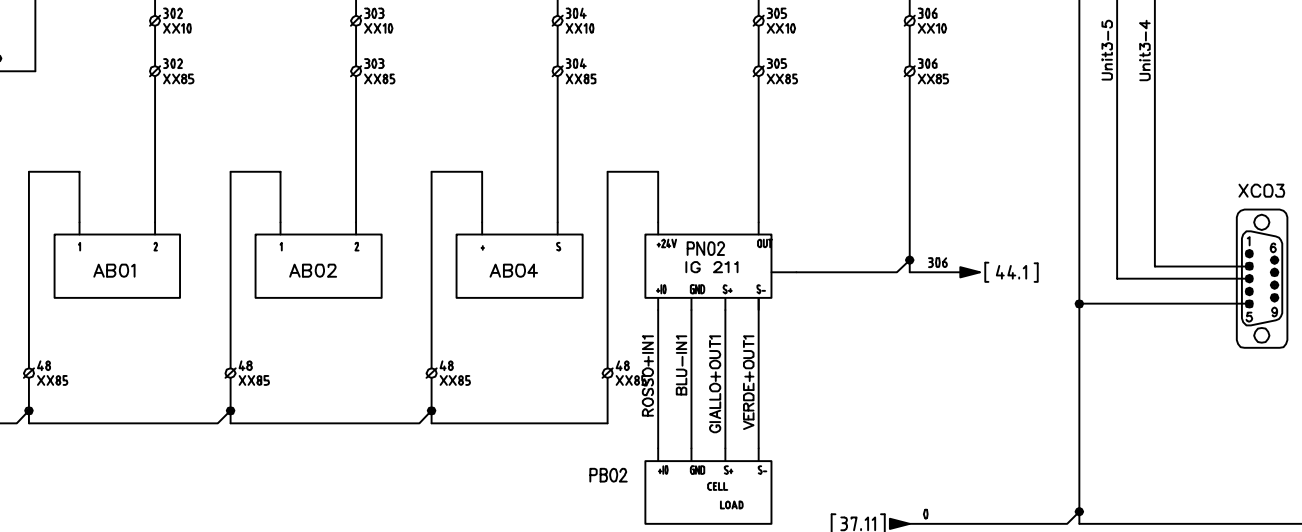 302
XX10
303
XX10
304
XX10
305
XX10
306
XX10
302
XX85
303
XX85
304
XX85
305
XX85
306
XX85
Unit3-5
Unit3-4
XC03
1
6
5
9
1 2
AB01
1 2
AB02
+ S
AB04
+24V OUT
PN02
IG 211
+I0 GND S+ S-
306
[ 44.1 ]
48
XX85
48
XX85
48
XX85
48
XX85
ROSSO+IN1
BLU-IN1
GIALLO+OUT1
VERDE+OUT1
PB02
+I0 GND S+ S-
CELL
LOAD
[37.11]
0